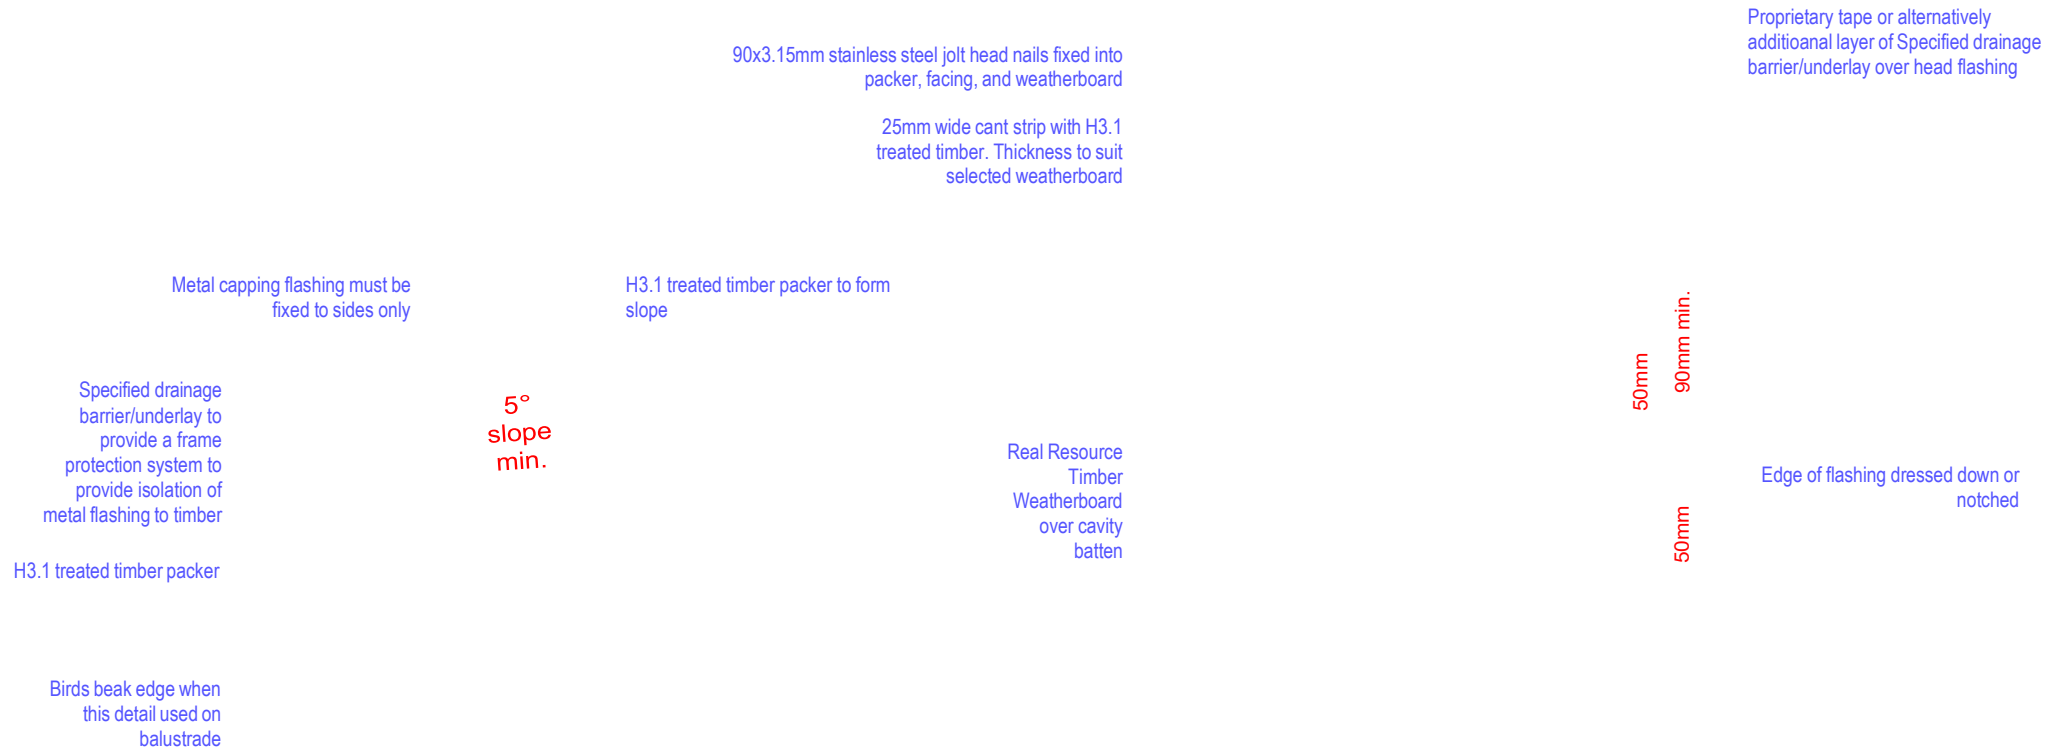 Proprietary tape or alternatively
additioanal layer of Specified drainage
barrier/underlay over head flashing
90x3.15mm stainless steel jolt head nails fixed into
packer, facing, and weatherboard
25mm wide cant strip with H3.1
treated timber. Thickness to suit
selected weatherboard
Metal capping flashing must be
fixed to sides only
H3.1 treated timber packer to form
slope
90mm min.
50mm
Specified drainage
barrier/underlay to
provide a frame
protection system to
provide isolation of
metal flashing to timber
5°
slope
min.
Real Resource
Timber
Weatherboard
over cavity
batten
Edge of flashing dressed down or
notched
50mm
H3.1 treated timber packer
Birds beak edge when
this detail used on
balustrade